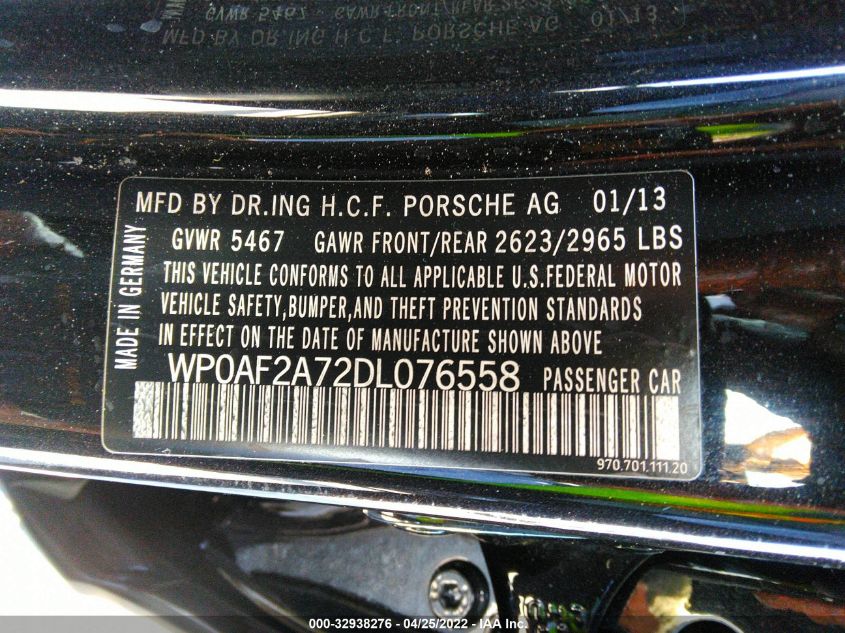 MFD BY DR.ING H.C.F. PORSCHE AG 01/13
GVWR 5467 GAWR FRONT/REAR 2623/2965 LBS
THIS VEHICLE CONFORMS TO ALL APPLICABLE U.S.FEDERAL MOTOR
VEHICLE SAFETY,BUMPER,AND THEFT PREVENTION STANDARDS
IN EFFECT ON THE DATE OF MANUFACTURE SHOWN ABOVE
WP0AF2A72DL076558 PASSENGER CAR
MADE IN GERMANY
970.701.111.20
000-32938276 - 04/25/2022 - Copyright © 2022 IAA, Inc.